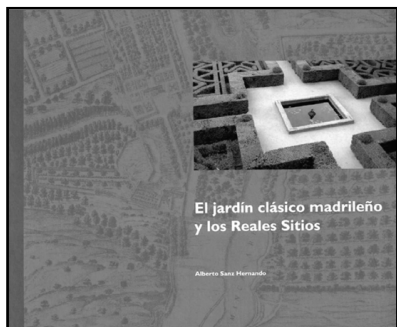 El jardín clásico madrileño
y los Reales Sitios
Alberto Sanz Hernando